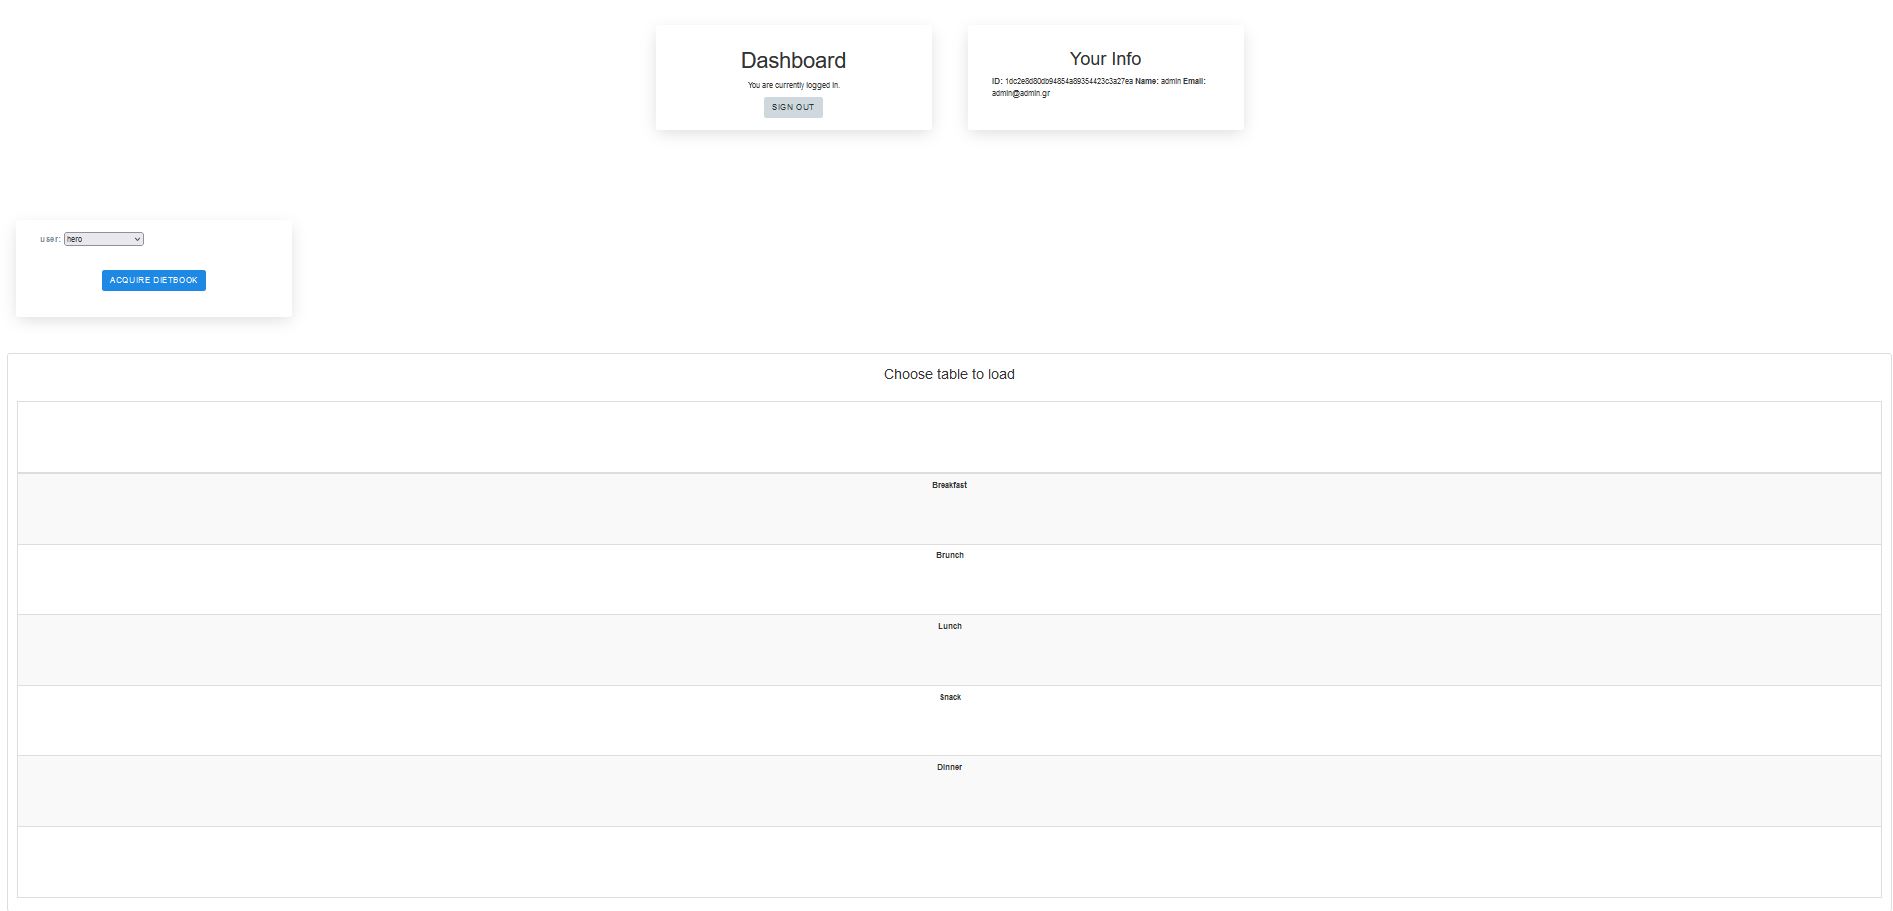 Dashboard
You are currently logged in.
SIGN OUT
Your Info
ID: 1dc2e8d80db94854a89354423c3a27ea Name: admin Email:
admin@admin.gr
user: hero
ACQUIRE DIETBOOK
Choose table to load
Breakfast
Brunch
Lunch
Snack
Dinner